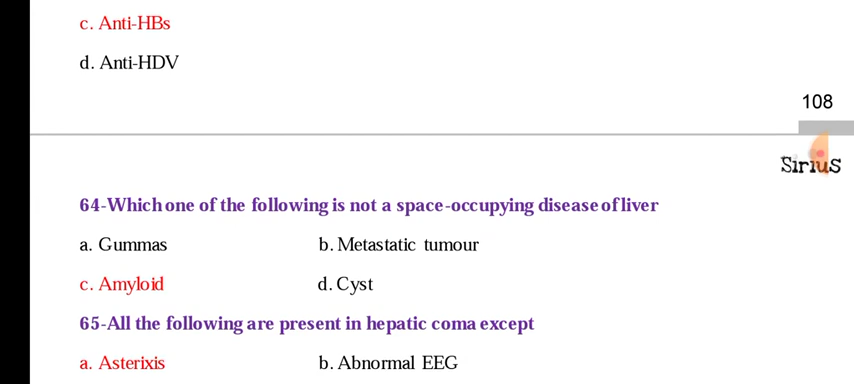 c. Anti-HBs
d. Anti-HDV
108
Sirius
64-Which one of the following is not a space-occupying disease of liver
a. Gummas b. Metastatic tumour
c. Amyloid d. Cyst
65-All the following are present in hepatic coma except
a. Asterixis b. Abnormal EEG